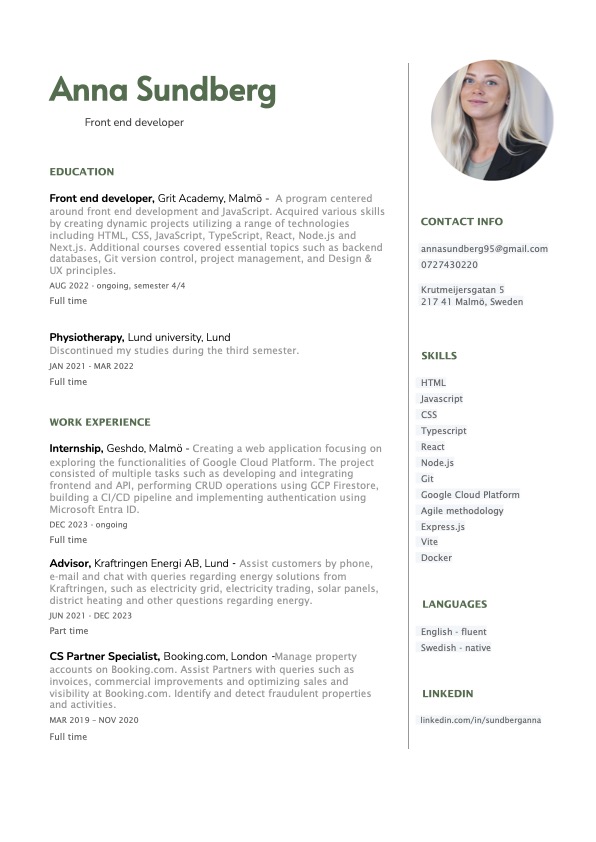 Anna Sundberg
Front end developer
EDUCATION
Front end developer, Grit Academy, Malmö - A program centered
around front end development and JavaScript. Acquired various skills
by creating dynamic projects utilizing a range of technologies
including HTML, CSS, JavaScript, TypeScript, React, Node.js and
Next.js. Additional courses covered essential topics such as backend
databases, Git version control, project management, and Design &
UX principles.
AUG 2022 - ongoing, semester 4/4
Full time
Physiotherapy, Lund university, Lund
Discontinued my studies during the third semester.
JAN 2021 - MAR 2022
Full time
WORK EXPERIENCE
Internship, Geshdo, Malmö - Creating a web application focusing on
exploring the functionalities of Google Cloud Platform. The project
consisted of multiple tasks such as developing and integrating
frontend and API, performing CRUD operations using GCP Firestore,
building a CI/CD pipeline and implementing authentication using
Microsoft Entra ID.
DEC 2023 - ongoing
Full time
Advisor, Kraftringen Energi AB, Lund - Assist customers by phone,
e-mail and chat with queries regarding energy solutions from
Kraftringen, such as electricity grid, electricity trading, solar panels,
district heating and other questions regarding energy.
JUN 2021 - DEC 2023
Part time
CS Partner Specialist, Booking.com, London -Manage property
accounts on Booking.com. Assist Partners with queries such as
invoices, commercial improvements and optimizing sales and
visibility at Booking.com. Identify and detect fraudulent properties
and activities.
MAR 2019 – NOV 2020
Full time
CONTACT INFO
annasundberg95@gmail.com
0727430220
Krutmeijersgatan 5
217 41 Malmö, Sweden
SKILLS
HTML
Javascript
CSS
Typescript
React
Node.js
Git
Google Cloud Platform
Agile methodology
Express.js
Vite
Docker
LANGUAGES
English - fluent
Swedish - native
LINKEDIN
linkedin.com/in/sundberganna